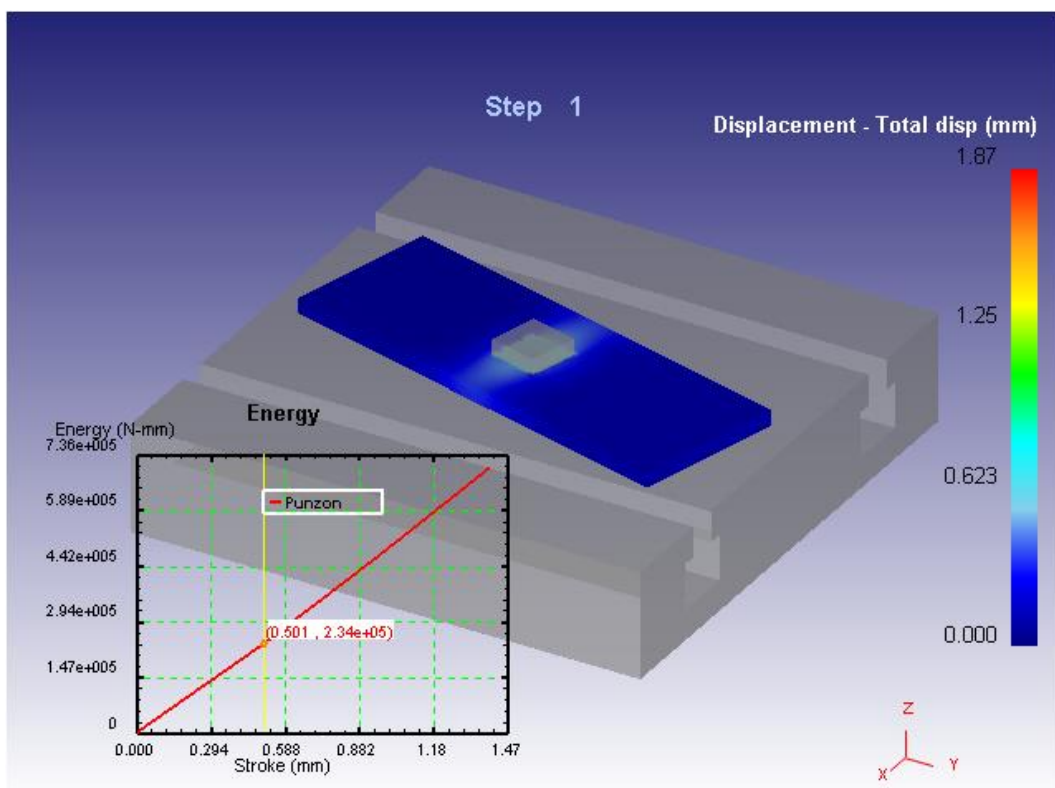 Step 1
Displacement - Total disp (mm)
1.87
1.25
0.623
0.000
Energy
Energy (N-mm)
7.36e+005
5.89e+005
4.42e+005
2.94e+005
1.47e+005
0
Punzon
(0.501 , 2.34e+05)
0.000 0.294 0.588 0.882 1.18 1.47
Stroke (mm)
Z
X Y